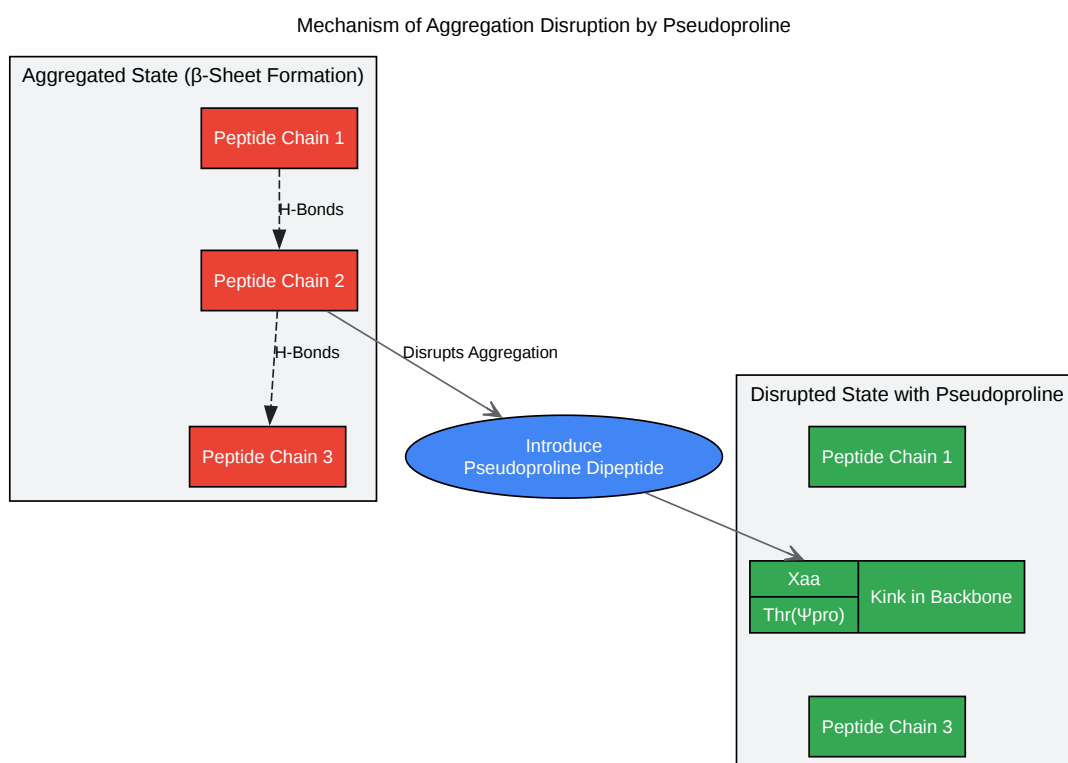 Mechanism of Aggregation Disruption by Pseudoproline
Aggregated State (β-Sheet Formation)
Peptide Chain 1
H-Bonds
Peptide Chain 2
H-Bonds
Disrupts Aggregation
Peptide Chain 3
Introduce
Pseudoproline Dipeptide
Disrupted State with Pseudoproline
Peptide Chain 1
Xaa
Thr(Ψpro)
Kink in Backbone
Peptide Chain 3